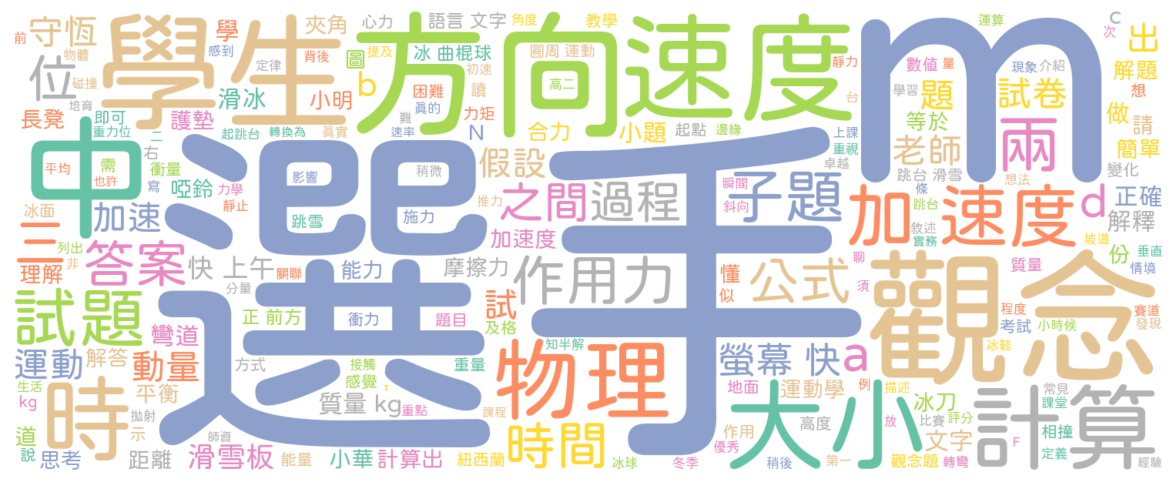 前
守恆
物體
碰撞
培育
位
長凳
即可
重力位
學生
學
感到
定律
背後
夾角
心力
提及
圖
語言 文字
角度
教學
冰 曲棍球
初速
圓周 運動
高二
讀
方向
速度
b
困難
真的
難
速率
力矩
N
滑冰
小明
護墊
起跳台
轉換為
真實
合力
小題
起點
邊緣
靜力
台
運算
數值
量
現象
介紹
學習
c
次
出
解題
想
m
試卷
題
等於
做
請
簡單
變化
老師
兩
跳台 滑雪
想法
上課
重視
卓越
瞬間
斜向
中
平均
也許
需
二
右
衝量
寫
啞鈴
力學
靜止
影響
跳雪
稍微
施力
假設
推力
選手
之間
過程
子題
條
跳台
敘述
實務
加 速度
d
正確
解釋
份
垂直
情境
坡道
質量
三
冰面
列出
非
理解
加速
答案
快 上午
關聯
分量
能力
摩擦力
加速度
作用力
懂
似
公式
聊
須
觀念
試題
彎道
正 前方
衝力
題目
試
及格
知半解
物理
螢幕 快
a
程度
考試
小時候
賽道
發現
冰鞋
運動
解答
動量
方式
接觸
感覺
重量
τ
生活
kg
時
平衡
拋射
示
質量 kg
重點
課程
時間
地面
運動學
例
描述
大小
冰刀
比賽
評分
常見
課堂
計算
相撞
定義
F
經驗
道
說
思考
距離
師資
滑雪板
能量
小華
計算出
紐西蘭
冰球
冬季
作用
優秀
高度
稍後
第一
放
文字
觀念題
轉彎